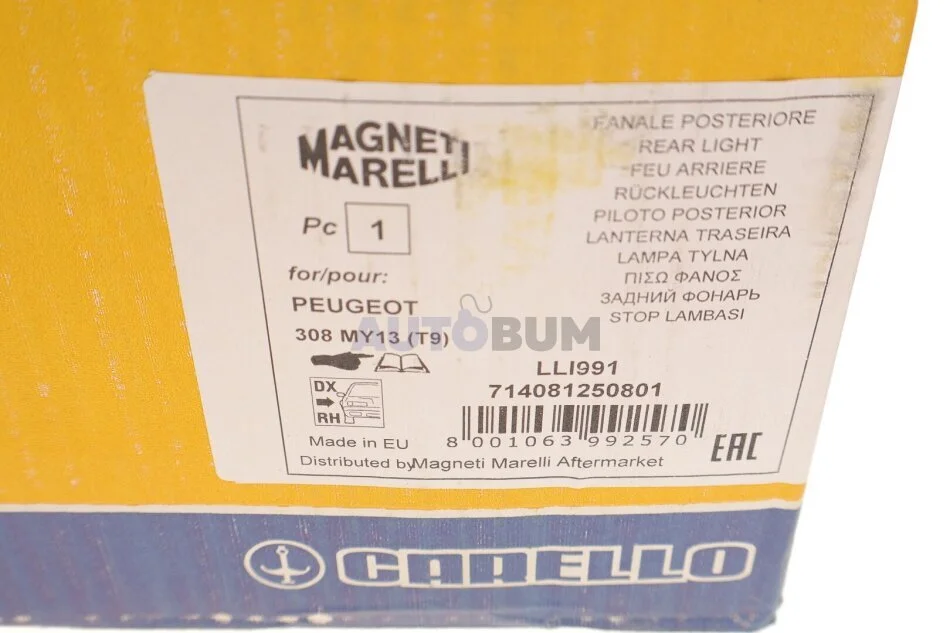 MAGNETI
MARELLI
Pc 1
for/pour:
PEUGEOT
308 MY13 (T9)
DX
RH
Made in EU
Distributed by Magneti Marelli Aftermarket
FANALE POSTERIORE
REAR LIGHT
FEU ARRIERE
RÜCKLEUCHTEN
PILOTO POSTERIOR
LANTERNA TRASEIRA
LAMPA TYLNA
ΠΙΣΩ ΦΑΝΟΣ
ЗАДНИЙ ФОНАРЬ
STOP LAMBASI
AUTOBUM
LLI991
714081250801
8 001063 992570
EAC
CARELLO